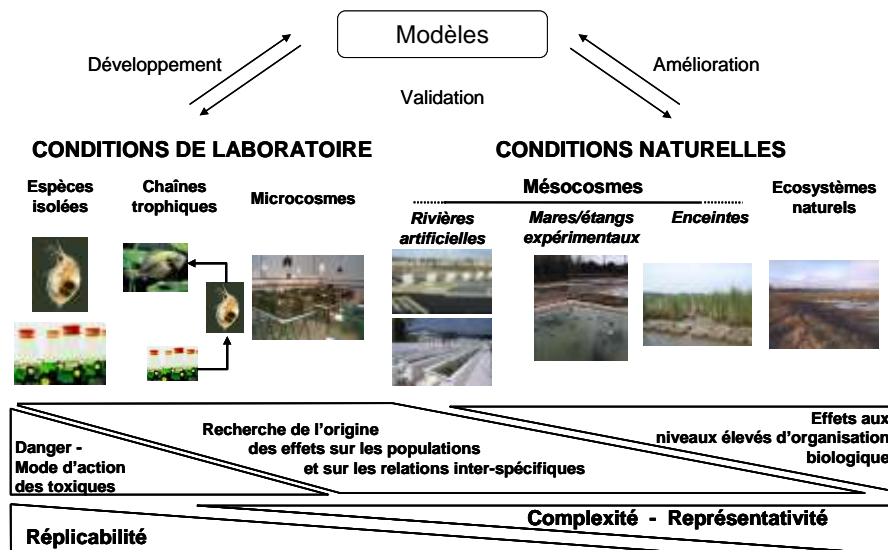 Modèles
Développement
Amélioration
Validation
CONDITIONS DE LABORATOIRE
CONDITIONS NATURELLES
Espèces
isolées
Chaînes
trophiques
Microcosmes
Mésocosmes
Rivières
artificielles
Mares/étangs
expérimentaux
Enceintes
Ecosystèmes
naturels
Danger -
Mode d'action
des toxiques
Recherche de l'origine
des effets sur les populations
et sur les relations inter-spécifiques
Effets aux
niveaux élevés d'organisation
biologique
Réplicabilité
Complexité - Représentativité